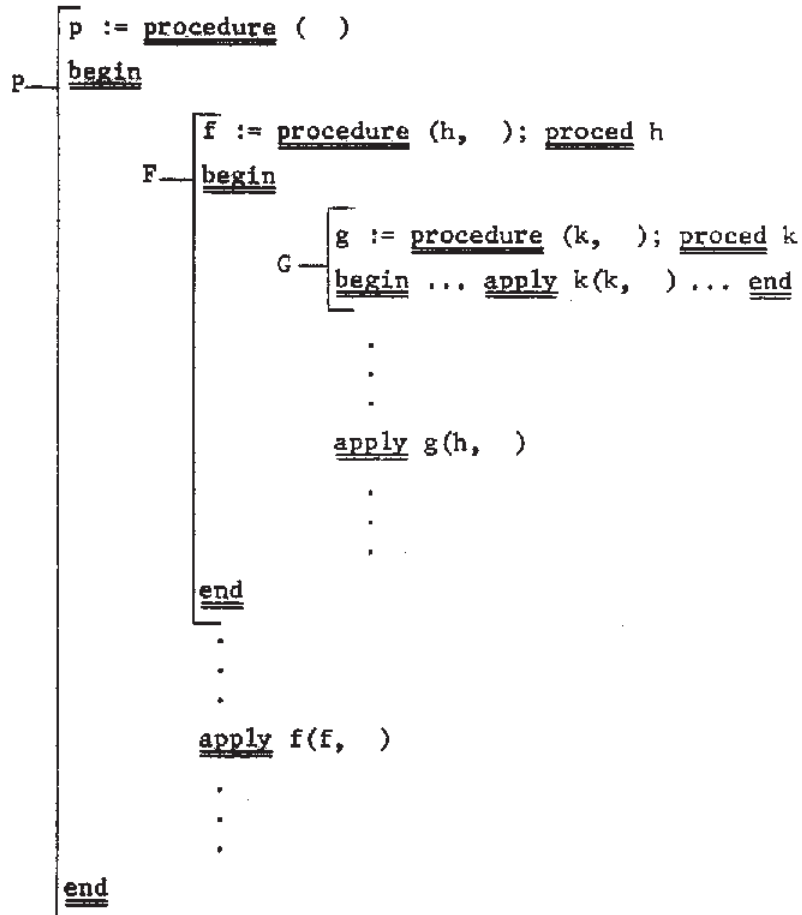 p := procedure ( )
P
begin
f := procedure (h, ); proced h
F
begin
g := procedure (k, ); proced k
G
begin ... apply k(k, ) ... end
.
.
.
apply g(h, )
.
.
.
end
.
.
.
apply f(f, )
.
.
.
end